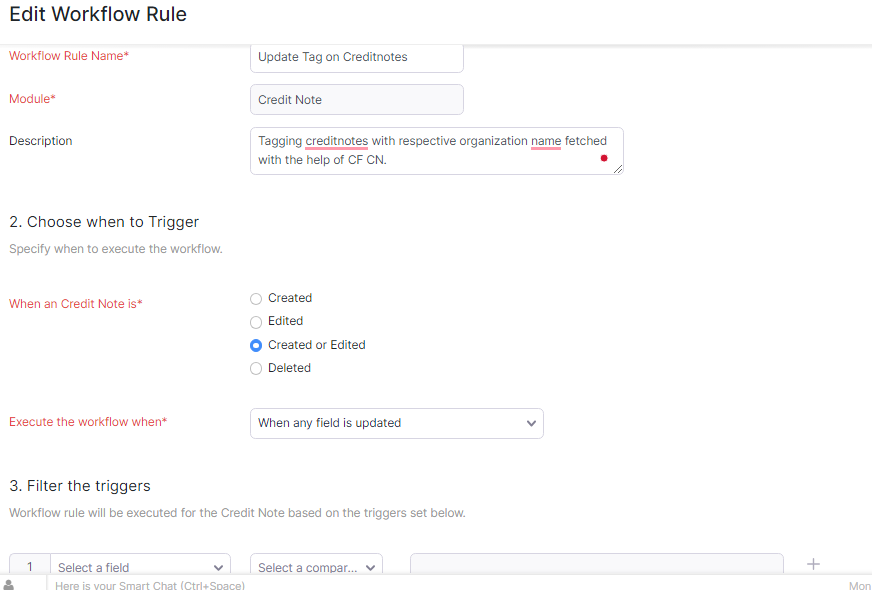 Edit Workflow Rule
Workflow Rule Name*
Update Tag on Creditnotes
Module*
Credit Note
Description
Tagging creditnotes with respective organization name fetched
with the help of CF CN.
2. Choose when to Trigger
Specify when to execute the workflow.
When an Credit Note is*
Created
Edited
Created or Edited
Deleted
Execute the workflow when*
When any field is updated
3. Filter the triggers
Workflow rule will be executed for the Credit Note based on the triggers set below.
1 Select a field Select a compar...
Here is your Smart Chat (Ctrl+Space) Mon